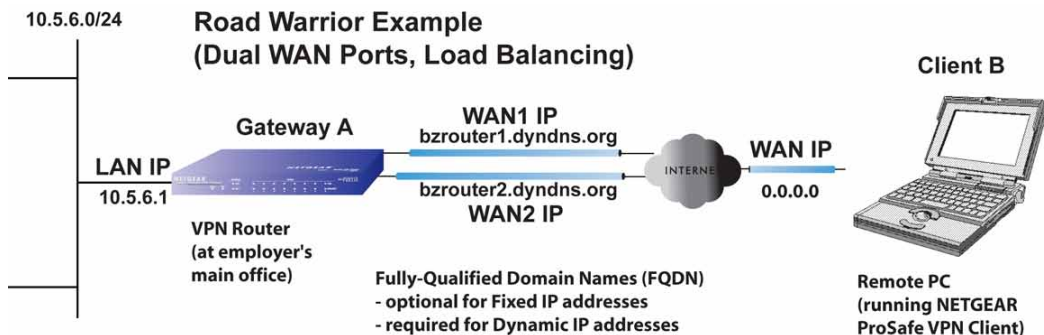 10.5.6.0/24
Road Warrior Example
(Dual WAN Ports, Load Balancing)
Client B
Gateway A
WAN1 IP
bzrouter1.dyndns.org
LAN IP
10.5.6.1
NETGEAR
INTERNE
WAN IP
0.0.0.0
bzrouter2.dyndns.org
WAN2 IP
VPN Router
(at employer's
main office)
Fully-Qualified Domain Names (FQDN)
- optional for Fixed IP addresses
- required for Dynamic IP addresses
Remote PC
(running NETGEAR
ProSafe VPN Client)